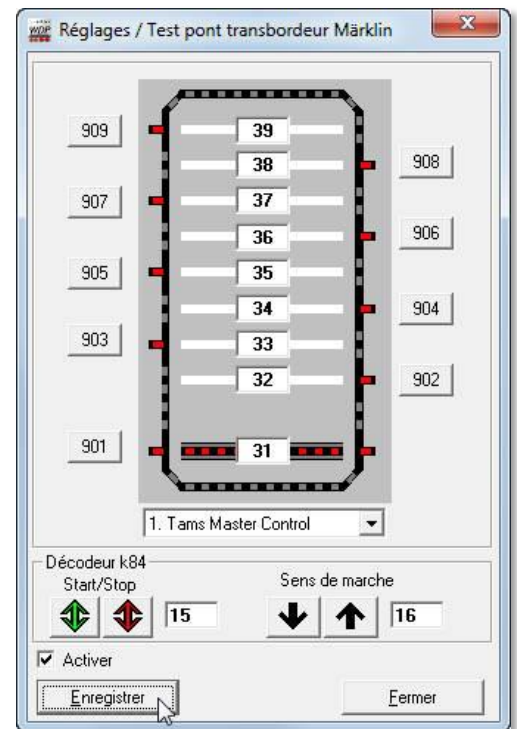 WDP Réglages / Test pont transbordeur Märklin
909 39
38 908
907 37
36 906
905 35
34 904
903 33
32 902
901 31
1. Tams Master Control
Décodeur k84
Start/Stop Sens de marche
15 16
Activer
Enregistrer Fermer